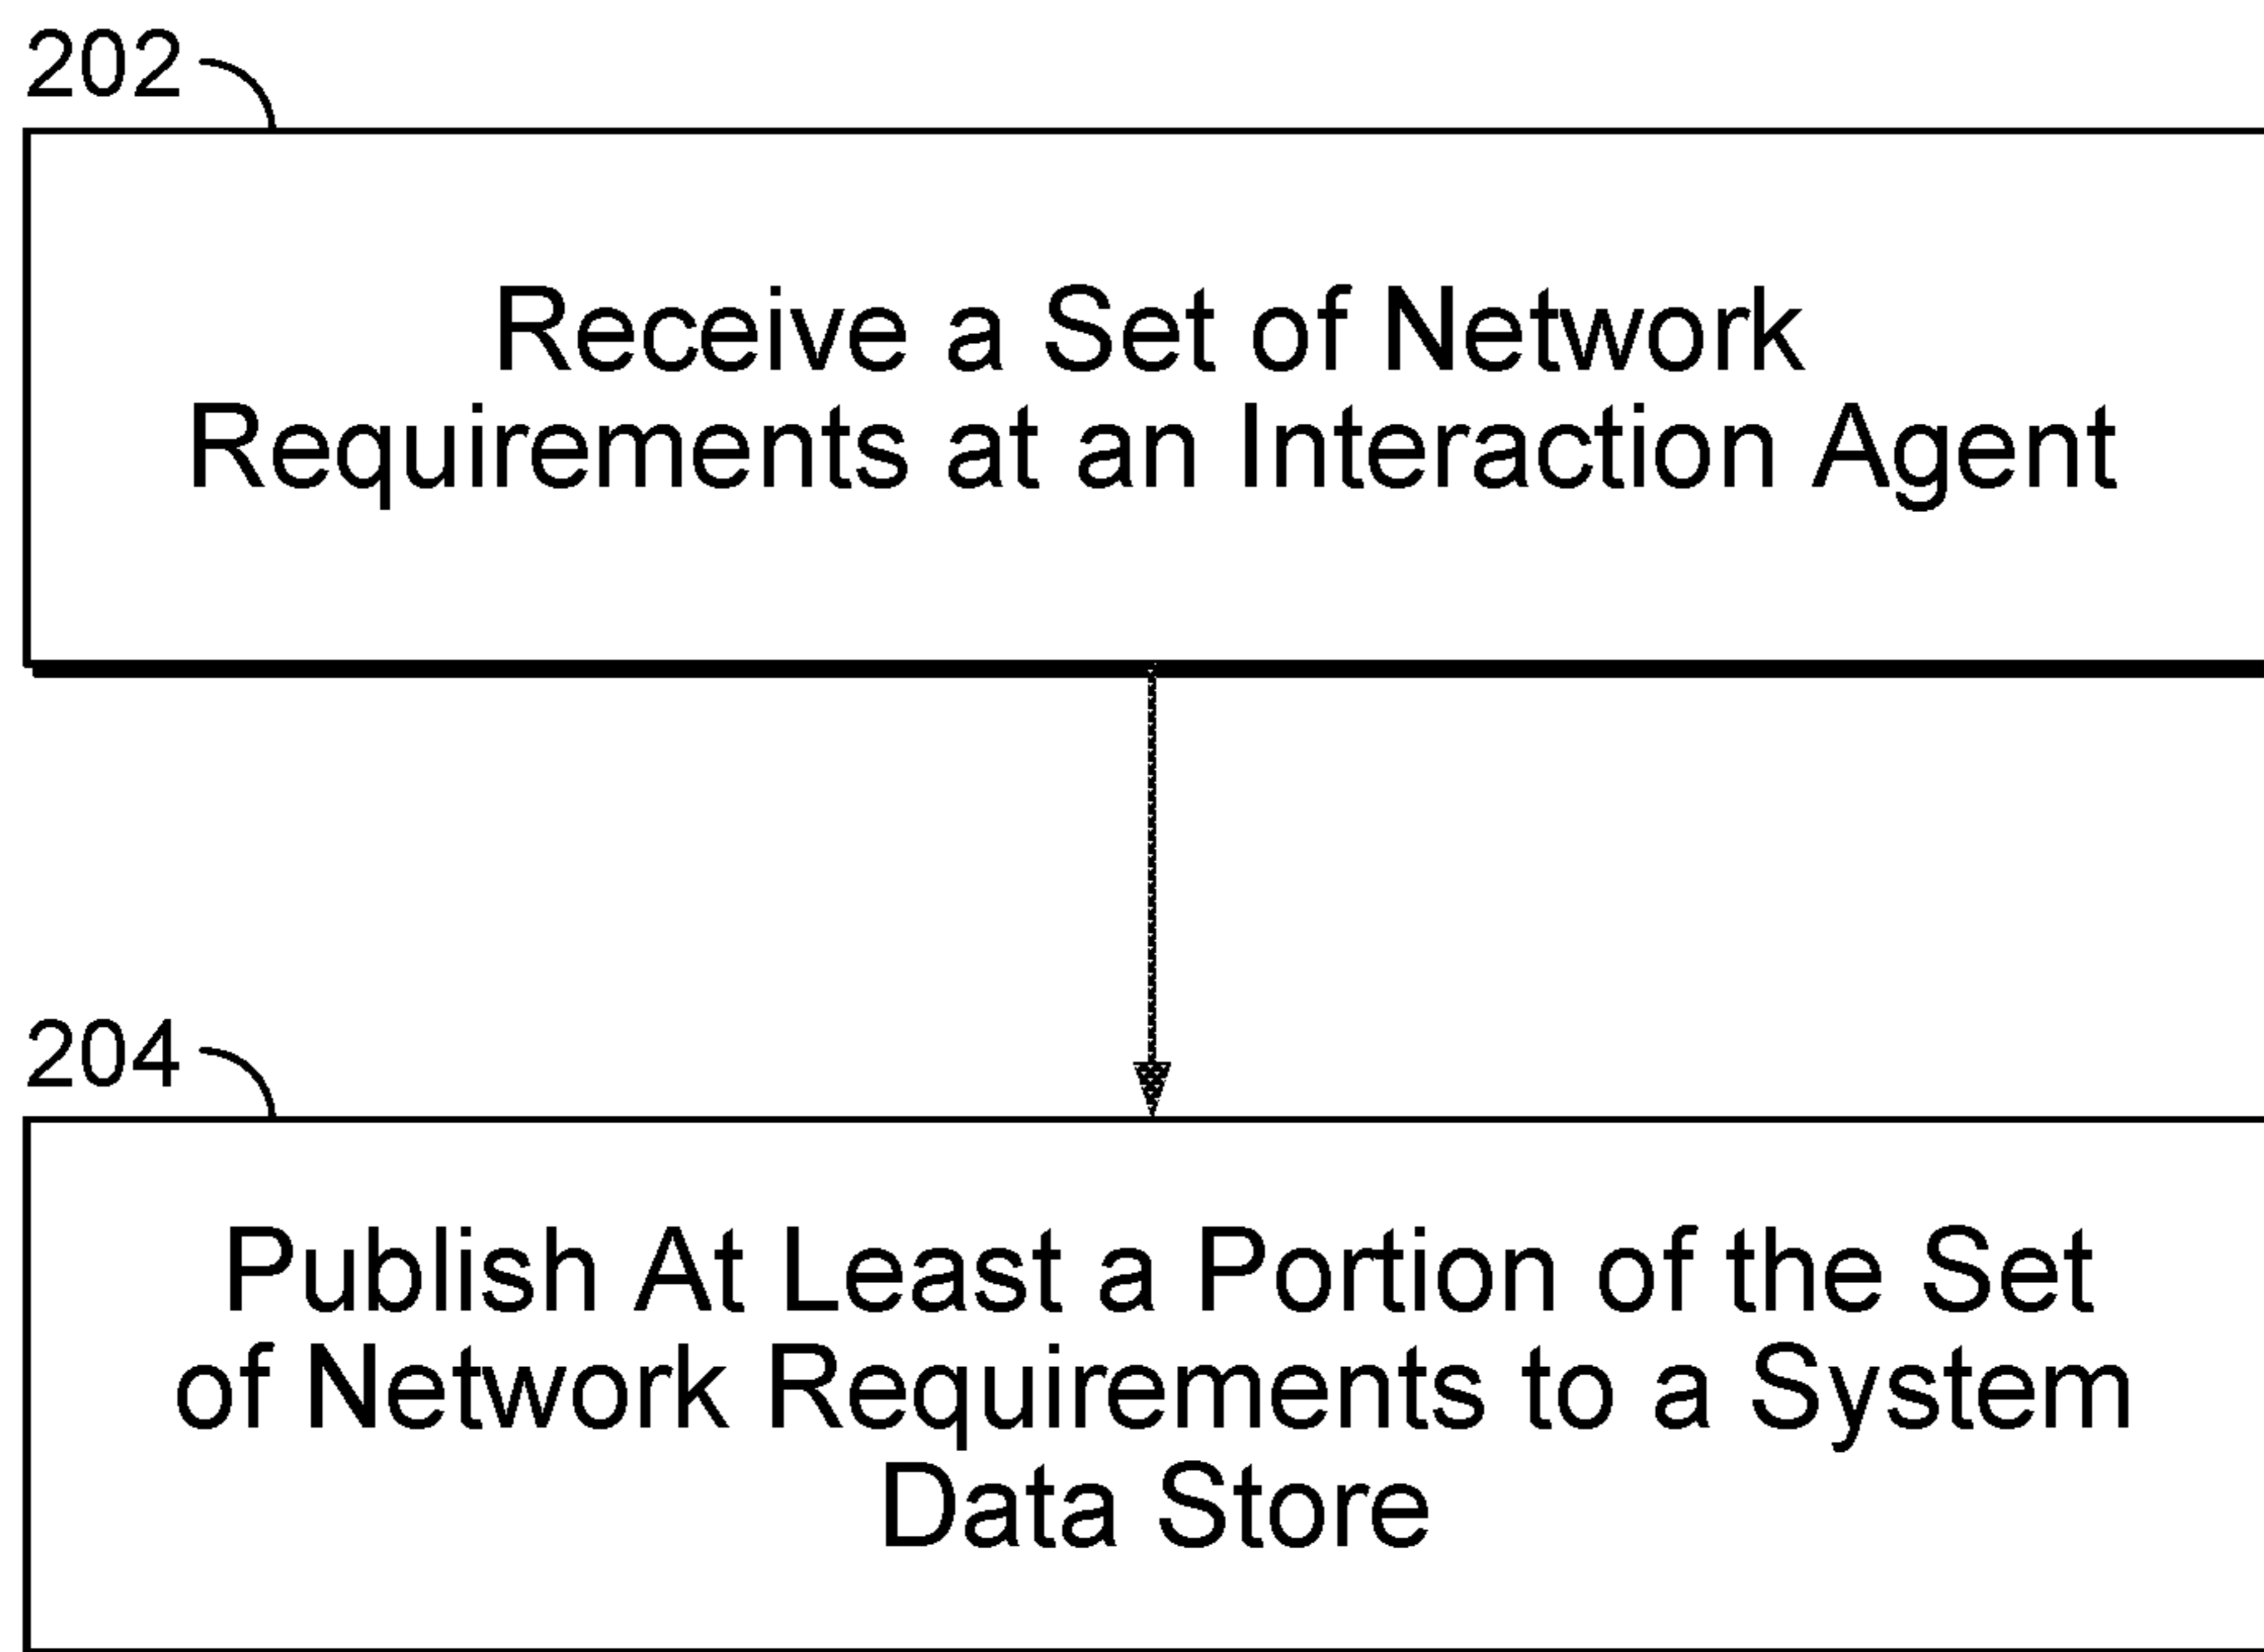 202
Receive a Set of Network
Requirements at an Interaction Agent
204
Publish At Least a Portion of the Set
of Network Requirements to a System
Data Store